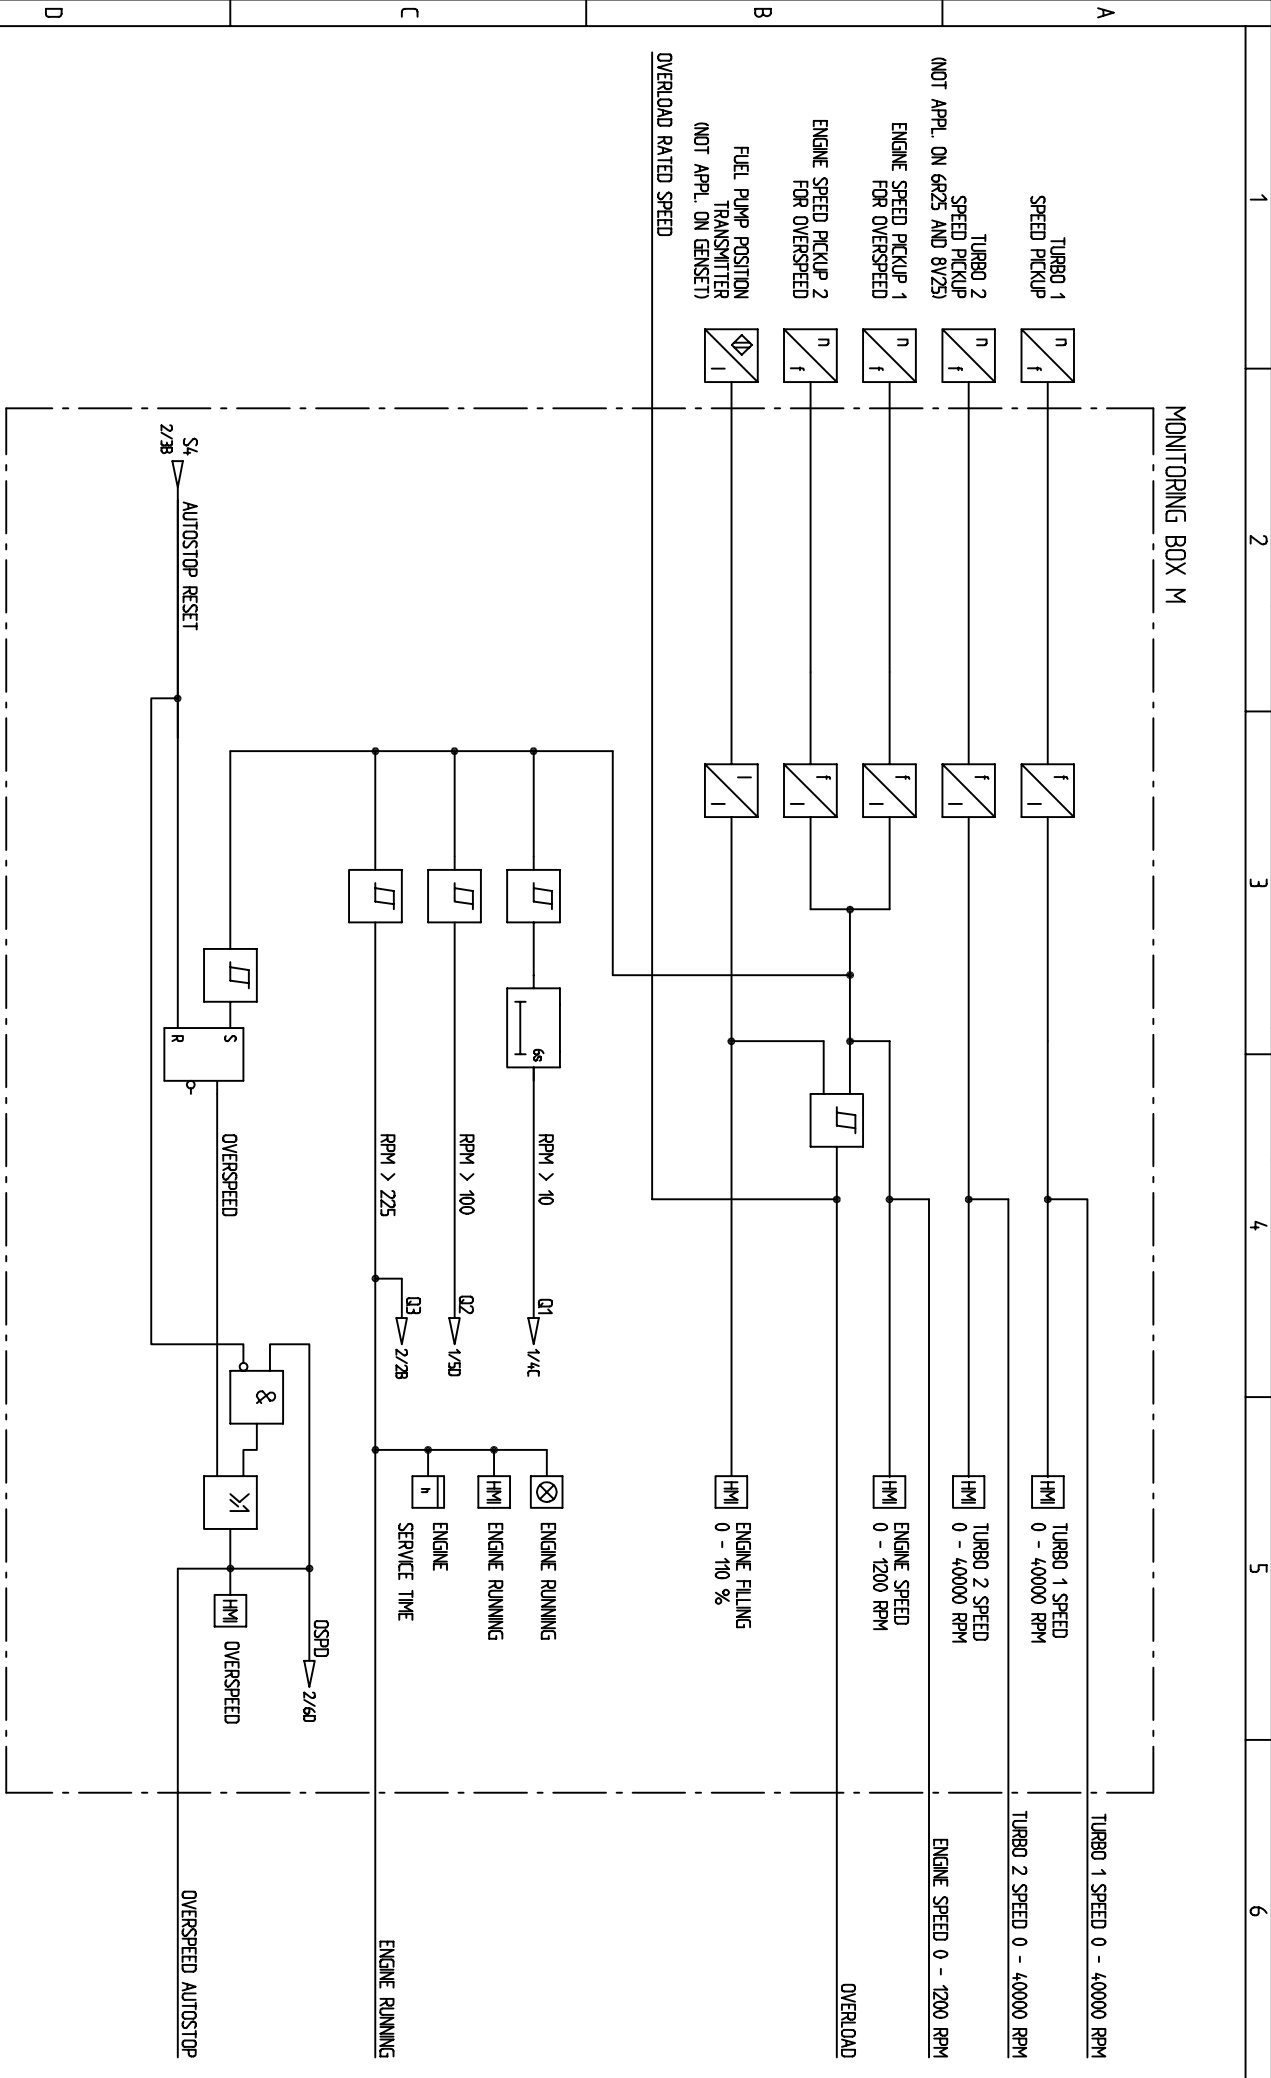 1
2
3
4
5
6
A
B
C
D
MONITORING BOX M
TURBO 1
SPEED PICKUP
n
f
f
I
HMI
TURBO 1 SPEED
0 - 40000 RPM
TURBO 1 SPEED 0 - 40000 RPM
TURBO 2
SPEED PICKUP
(NOT APPL. ON 6R25 AND 8V25)
n
f
f
I
HMI
TURBO 2 SPEED
0 - 40000 RPM
TURBO 2 SPEED 0 - 40000 RPM
ENGINE SPEED PICKUP 1
FOR OVERSPEED
n
f
f
I
HMI
ENGINE SPEED
0 - 1200 RPM
ENGINE SPEED 0 - 1200 RPM
ENGINE SPEED PICKUP 2
FOR OVERSPEED
n
f
f
I
OVERLOAD
FUEL PUMP POSITION
TRANSMITTER
(NOT APPL. ON GENSET)
I
I
I
HMI
ENGINE FILLING
0 - 110 %
OVERLOAD RATED SPEED
6s
RPM > 10
Q1
1/4C
ENGINE RUNNING
RPM > 100
Q2
1/5D
HMI
ENGINE RUNNING
RPM > 225
Q3
2/2B
h
ENGINE
SERVICE TIME
ENGINE RUNNING
S4
2/3B
AUTOSTOP RESET
S
R
OVERSPEED
&
≥1
OSPD
2/6D
HMI
OVERSPEED
OVERSPEED AUTOSTOP